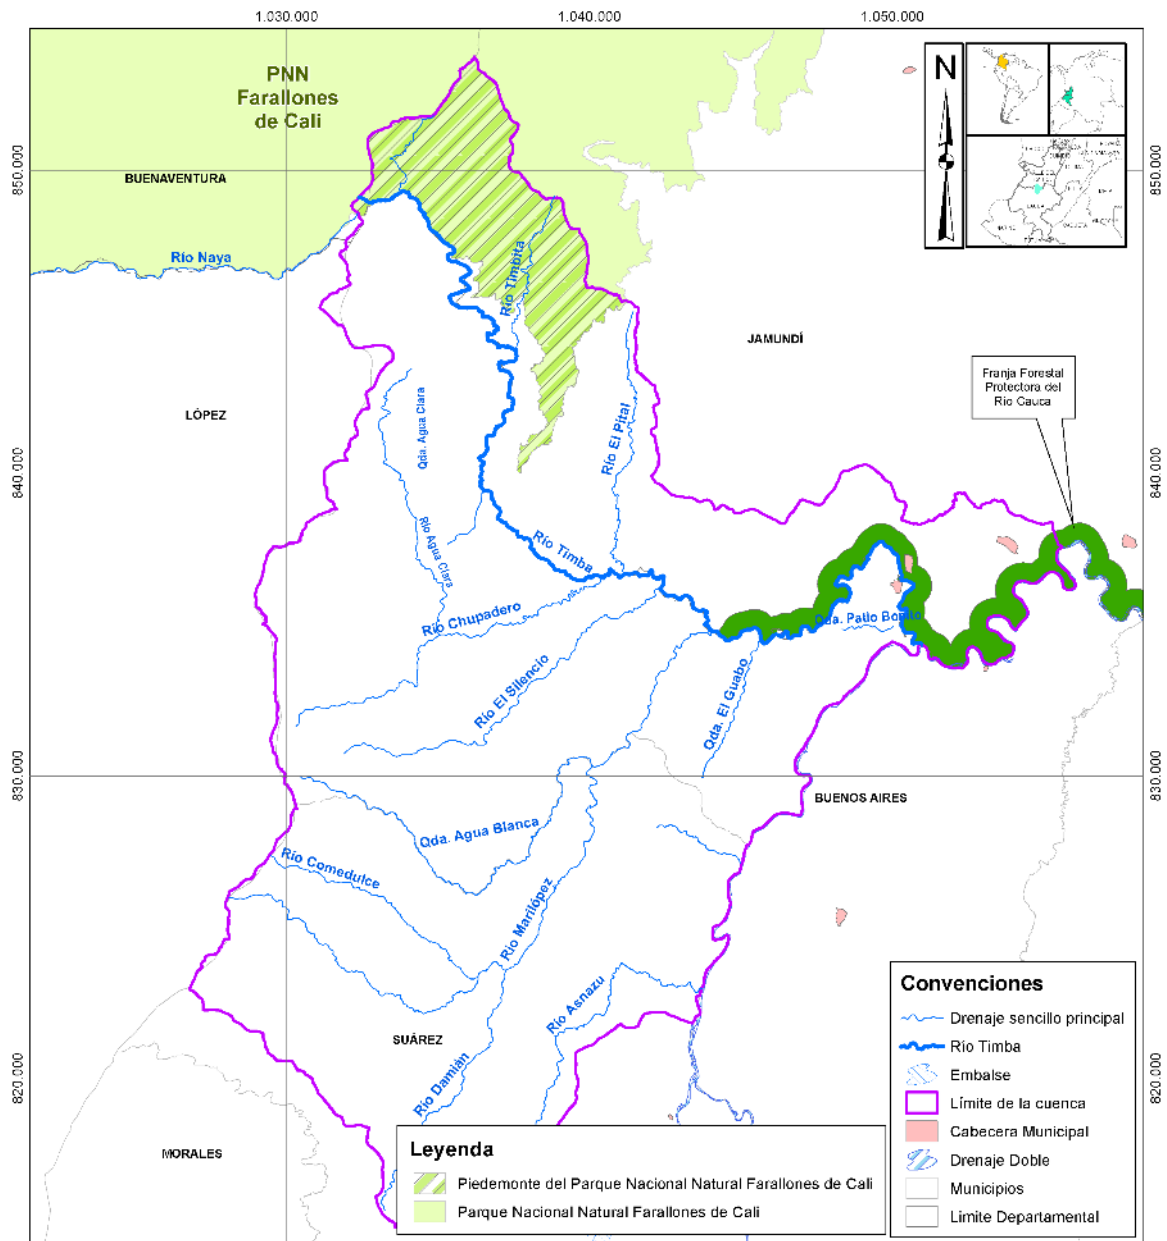 1.030.000
1.040.000
1.050.000
PNN
Farallones
de Cali
N
850.000
850.000
BUENAVENTURA
Río Naya
Río Timbita
JAMUNDÍ
Franja Forestal
Protectora del
Río Cauca
LÓPEZ
Qda. Agua Clara
Río El Pital
840.000
840.000
Río Agua Clara
Río Timba
Río Chupadero
Qda. Patio Bonito
Río El Silencio
Qda. El Guabo
830.000
830.000
BUENOS AIRES
Qda. Agua Blanca
Río Comedulce
Río Marilópez
Río Asnazu
SUÁREZ
Río Damián
820.000
820.000
MORALES
Leyenda
Piedemonte del Parque Nacional Natural Farallones de Cali
Parque Nacional Natural Farallones de Cali
Convenciones
Drenaje sencillo principal
Río Timba
Embalse
Límite de la cuenca
Cabecera Municipal
Drenaje Doble
Municipios
Limite Departamental